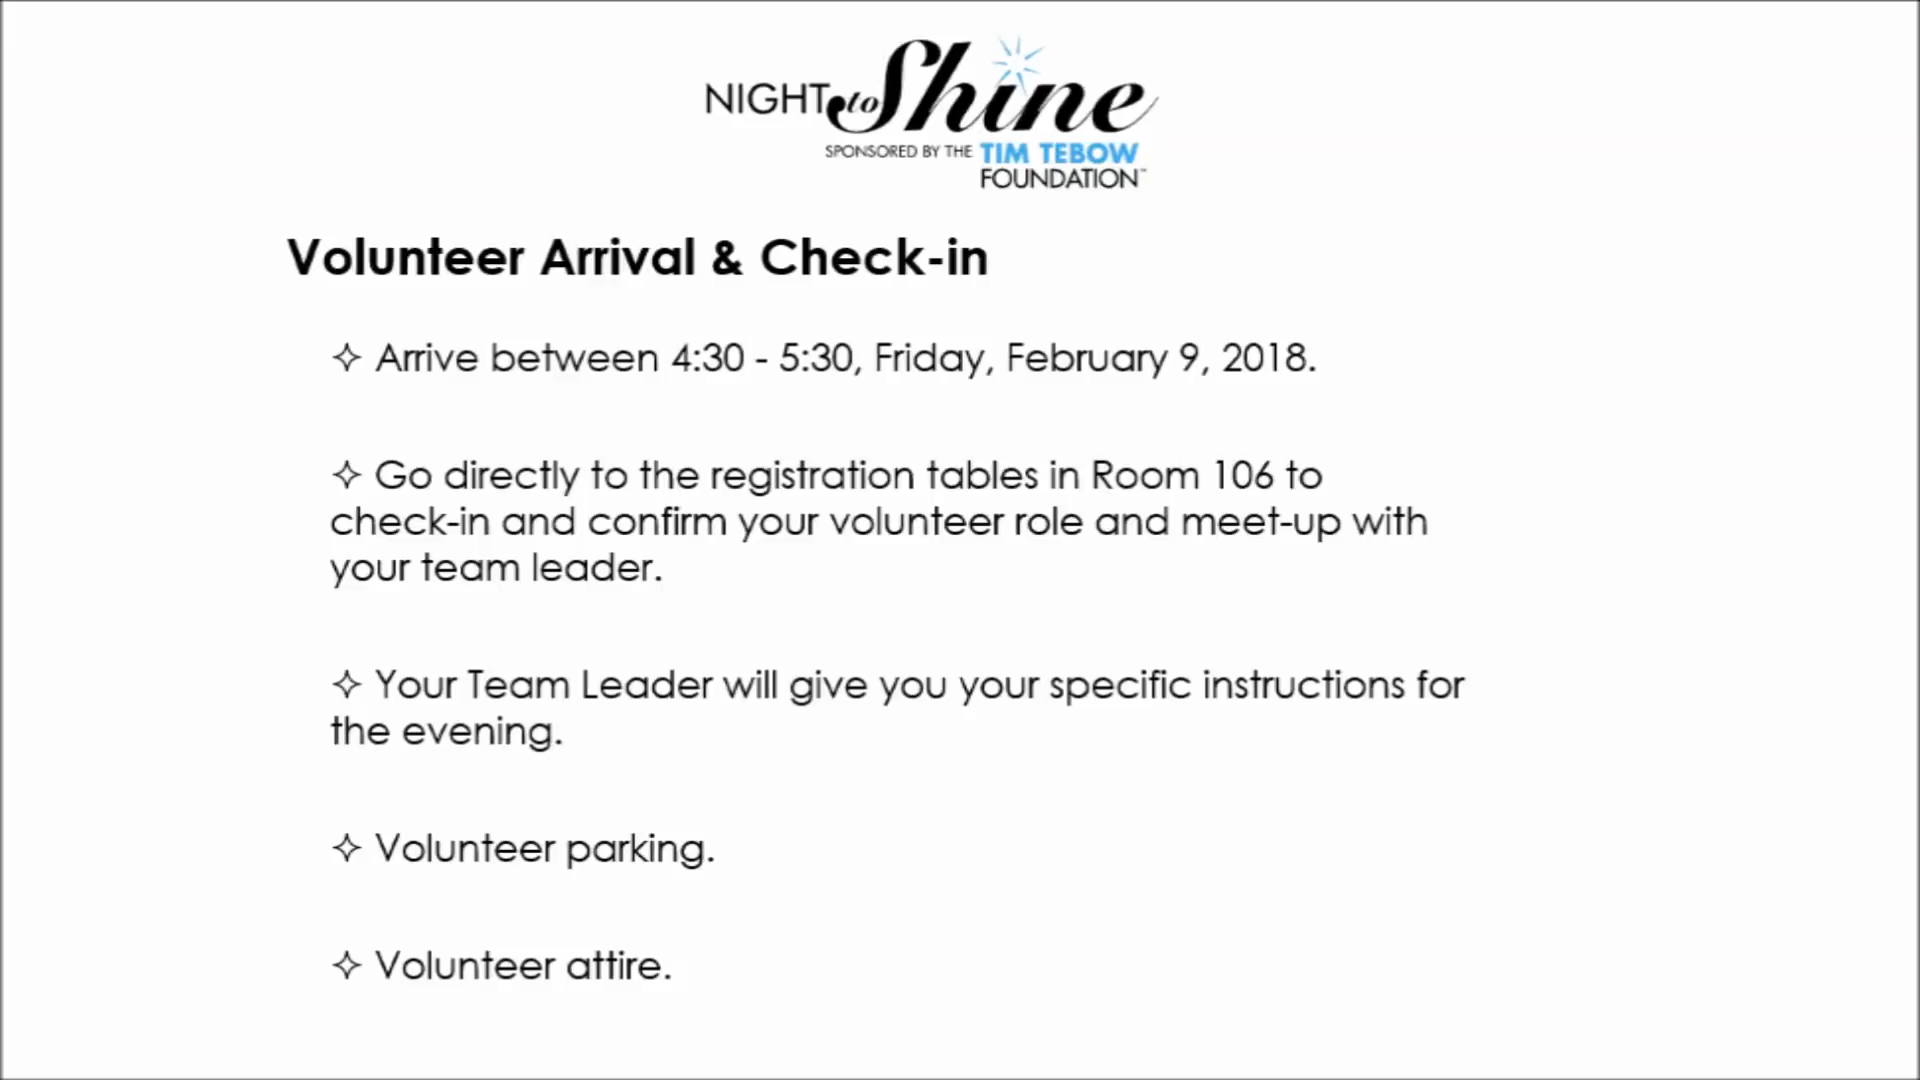 NIGHT to Shine
SPONSORED BY THE TIM TEBOW
FOUNDATION™
Volunteer Arrival & Check-in
✧ Arrive between 4:30 - 5:30, Friday, February 9, 2018.
✧ Go directly to the registration tables in Room 106 to
check-in and confirm your volunteer role and meet-up with
your team leader.
✧ Your Team Leader will give you your specific instructions for
the evening.
✧ Volunteer parking.
✧ Volunteer attire.